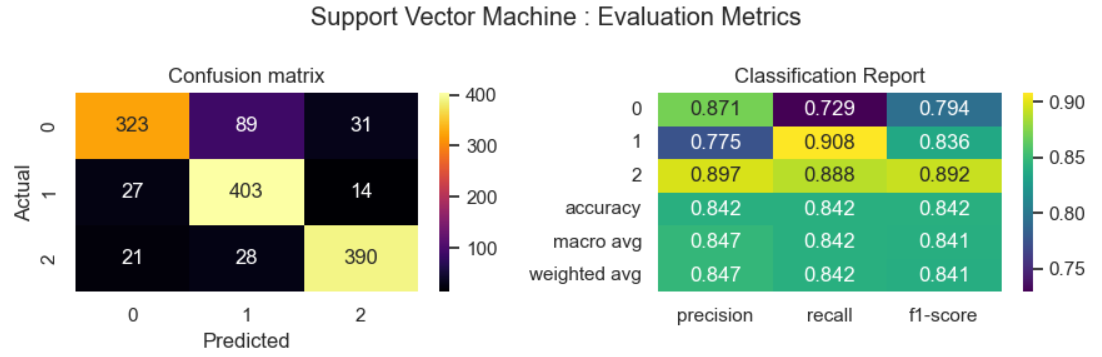 Support Vector Machine : Evaluation Metrics
Confusion matrix
Actual
0 323 89 31
1 27 403 14
2 21 28 390
0 1 2
Predicted
400
300
200
100
Classification Report
0 0.871 0.729 0.794
1 0.775 0.908 0.836
2 0.897 0.888 0.892
accuracy 0.842 0.842 0.842
macro avg 0.847 0.842 0.841
weighted avg 0.847 0.842 0.841
precision recall f1-score
0.90
0.85
0.80
0.75